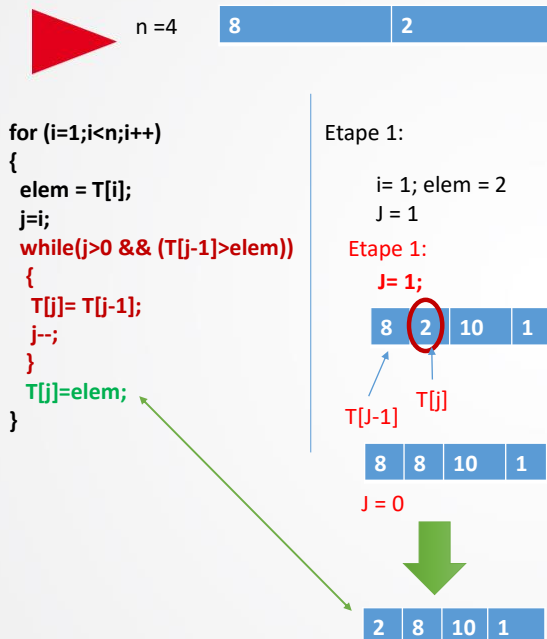 n =4
8 2
for (i=1;i<n;i++)
{
elem = T[i];
j=i;
while(j>0 && (T[j-1]>elem))
{
T[j]= T[j-1];
j--;
}
T[j]=elem;
}
Etape 1:
i= 1; elem = 2
J = 1
Etape 1:
J= 1;
8 2 10 1
T[J-1] T[j]
8 8 10 1
J = 0
2 8 10 1